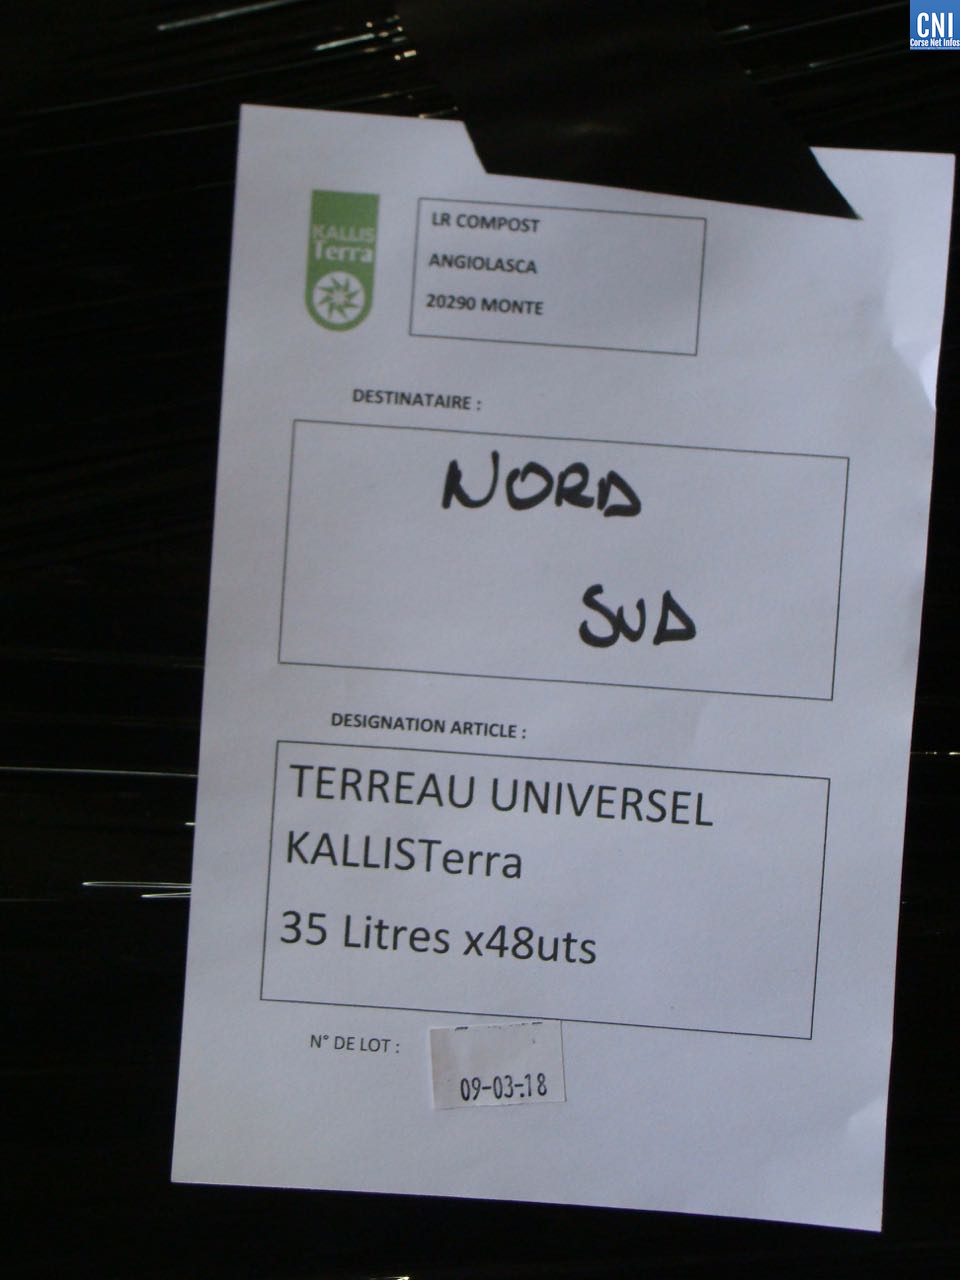 CNI
Corse Net Infos
KALLIS
Terra
LR COMPOST
ANGIOLASCA
20290 MONTE
DESTINATAIRE :
NORD
SUD
DESIGNATION ARTICLE :
TERREAU UNIVERSEL
KALLISTerra
35 Litres x48uts
N° DE LOT :
09-03-18